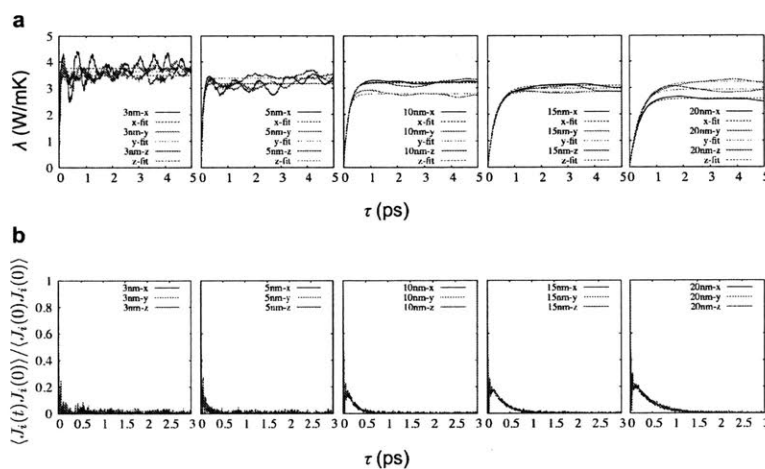 a
λ (W/mK)
5
4
3
2
1
0
3nm-x
x-fit
3nm-y
y-fit
3nm-z
z-fit
0 1 2 3 4 5
5nm-x
x-fit
5nm-y
y-fit
5nm-z
z-fit
0 1 2 3 4 5
10nm-x
x-fit
10nm-y
y-fit
10nm-z
z-fit
0 1 2 3 4 5
15nm-x
x-fit
15nm-y
y-fit
15nm-z
z-fit
0 1 2 3 4 5
20nm-x
x-fit
20nm-y
y-fit
20nm-z
z-fit
0 1 2 3 4 5
τ (ps)
b
⟨J_i(t)J_i(0)⟩/⟨J_i(0)J_i(0)⟩
1
0.8
0.6
0.4
0.2
0
3nm-x
3nm-y
3nm-z
0 0.5 1 1.5 2 2.5 3
5nm-x
5nm-y
5nm-z
0 0.5 1 1.5 2 2.5 3
10nm-x
10nm-y
10nm-z
0 0.5 1 1.5 2 2.5 3
15nm-x
15nm-y
15nm-z
0 0.5 1 1.5 2 2.5 3
20nm-x
20nm-y
20nm-z
0 0.5 1 1.5 2 2.5 3
τ (ps)